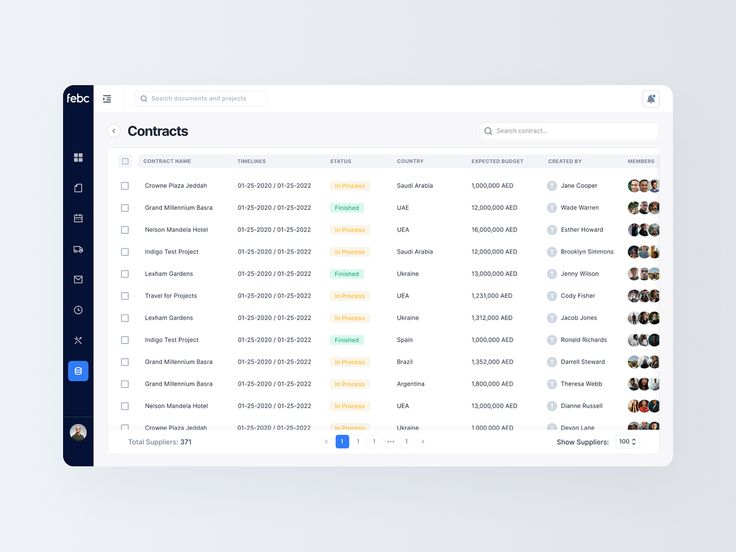 febc
Search documents and projects
Contracts
Search contract...
CONTRACT NAME TIMELINES STATUS COUNTRY EXPECTED BUDGET CREATED BY MEMBERS
Crowne Plaza Jeddah 01-25-2020 / 01-25-2022 In Process Saudi Arabia 1,000,000 AED T Jane Cooper
Grand Millennium Basra 01-25-2020 / 01-25-2022 Finished UAE 12,000,000 AED T Wade Warren
Nelson Mandela Hotel 01-25-2020 / 01-25-2022 In Process UEA 16,000,000 AED T Esther Howard
Indigo Test Project 01-25-2020 / 01-25-2022 In Process Saudi Arabia 12,000,000 AED T Brooklyn Simmons
Lexham Gardens 01-25-2020 / 01-25-2022 Finished Ukraine 13,000,000 AED T Jenny Wilson
Travel for Projects 01-25-2020 / 01-25-2022 In Process UEA 1,231,000 AED T Cody Fisher
Lexham Gardens 01-25-2020 / 01-25-2022 In Process Ukraine 1,312,000 AED T Jacob Jones
Indigo Test Project 01-25-2020 / 01-25-2022 Finished Spain 1,000,000 AED T Ronald Richards
Grand Millennium Basra 01-25-2020 / 01-25-2022 In Process Brazil 1,352,000 AED T Darrell Steward
Grand Millennium Basra 01-25-2020 / 01-25-2022 In Process Argentina 1,800,000 AED T Theresa Webb
Nelson Mandela Hotel 01-25-2020 / 01-25-2022 In Process UEA 13,000,000 AED T Dianne Russell
Crowne Plaza Jeddah 01-25-2020 / 01-25-2022 In Process Ukraine 1,000,000 AED T Devon Lane
Total Suppliers: 371 1 1 1 ••• 1 Show Suppliers: 100